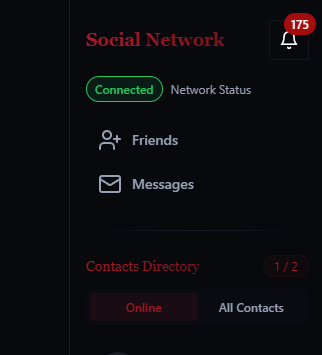 175
Social Network
Connected Network Status
Friends
Messages
Contacts Directory 1 / 2
Online All Contacts